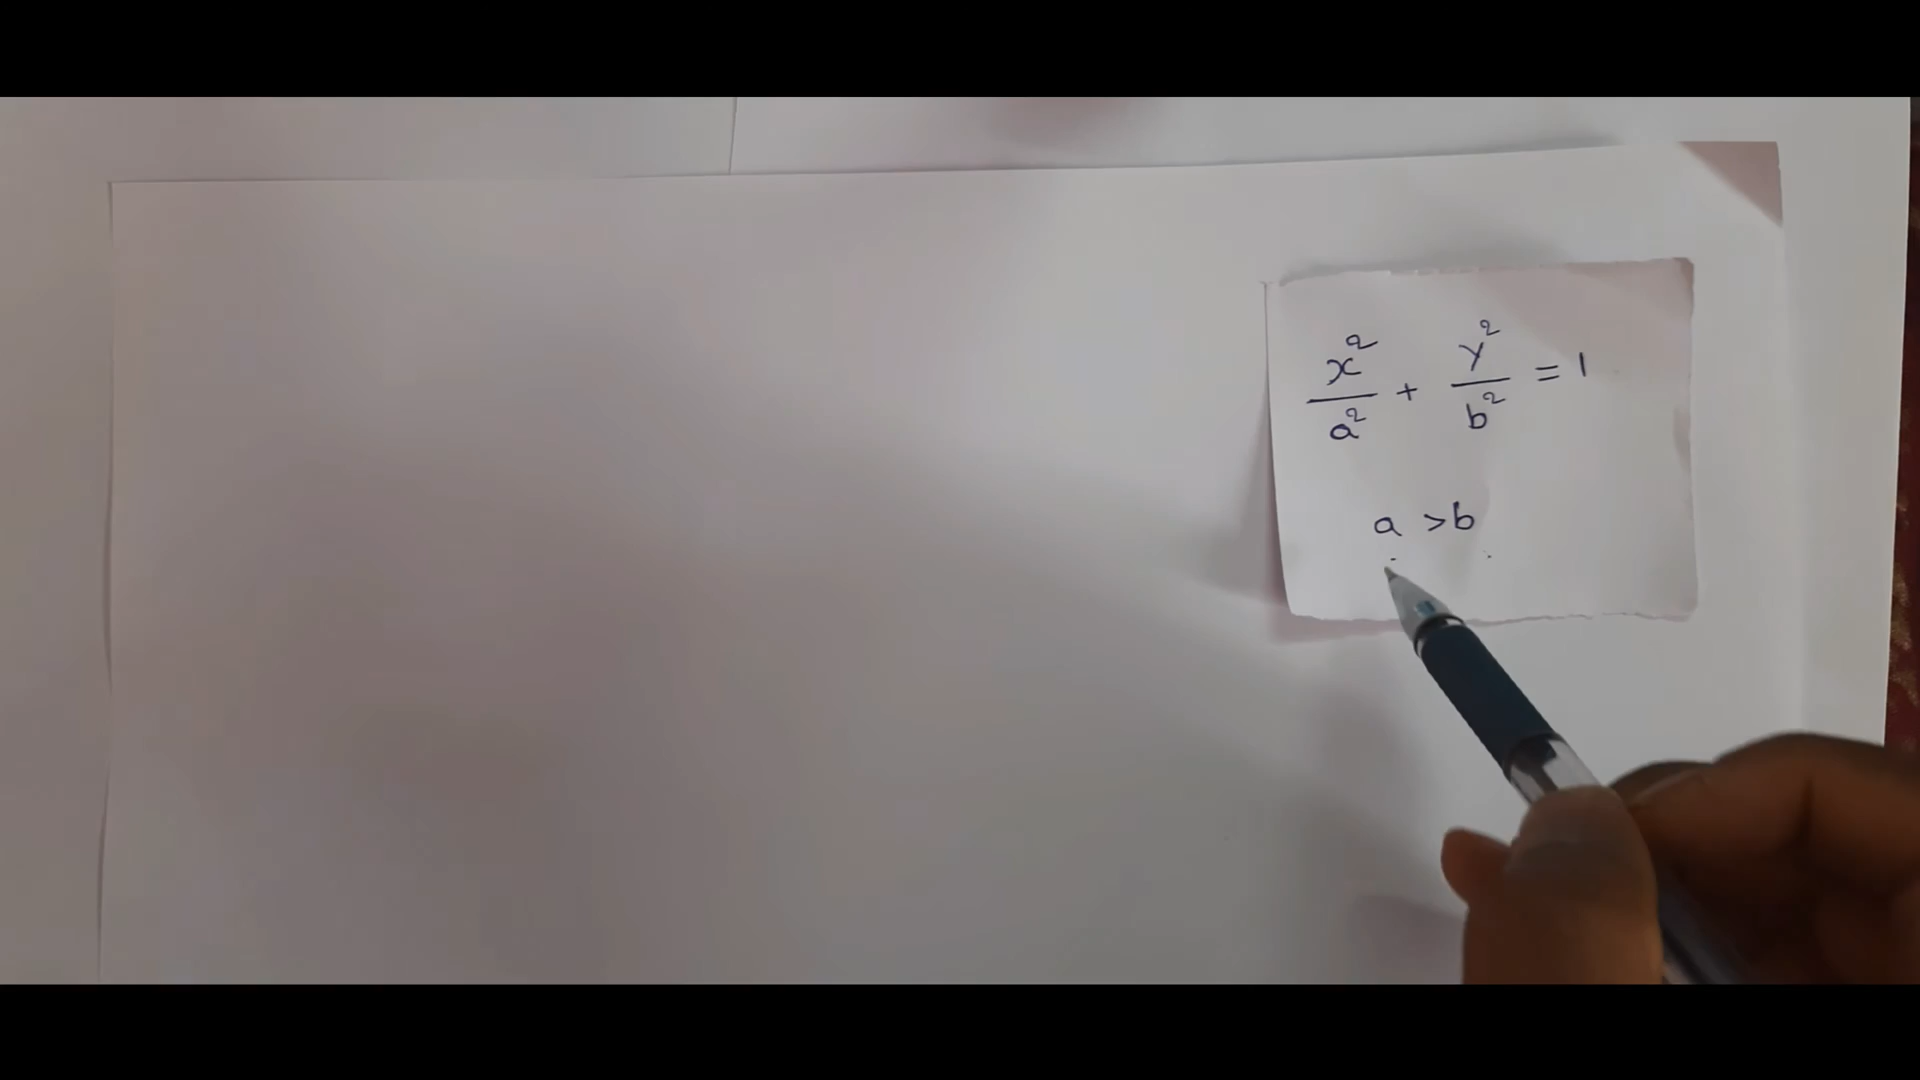 x²/a² + y²/b² = 1
a > b